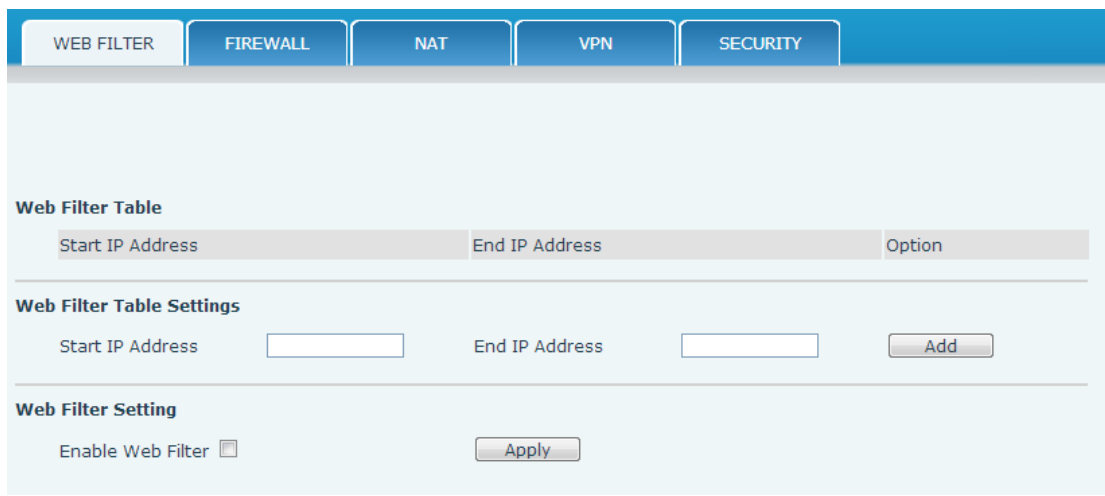 WEB FILTER FIREWALL NAT VPN SECURITY
Web Filter Table
Start IP Address End IP Address Option
Web Filter Table Settings
Start IP Address End IP Address Add
Web Filter Setting
Enable Web Filter Apply